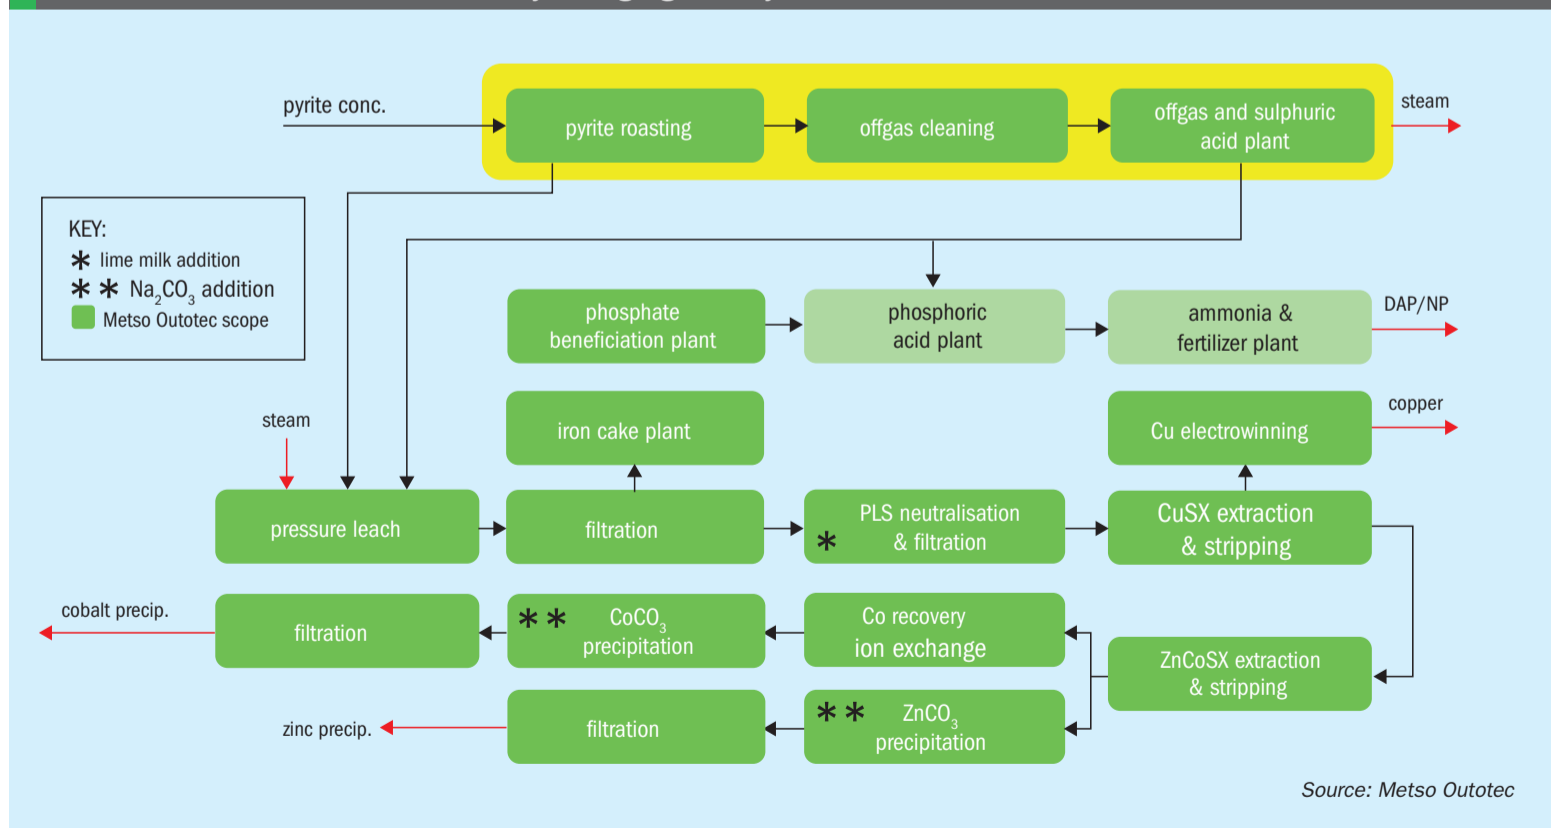 pyrite conc.
pyrite roasting
offgas cleaning
offgas and sulphuric
acid plant
steam
KEY:
* lime milk addition
** Na2CO3 addition
Metso Outotec scope
phosphate
beneficiation plant
phosphoric
acid plant
ammonia &
fertilizer plant
DAP/NP
iron cake plant
Cu electrowinning
copper
steam
pressure leach
filtration
PLS neutralisation
* & filtration
CuSX extraction
& stripping
cobalt precip.
filtration
** CoCO3
precipitation
Co recovery
ion exchange
ZnCoSX extraction
& stripping
zinc precip.
filtration
** ZnCO3
precipitation
Source: Metso Outotec